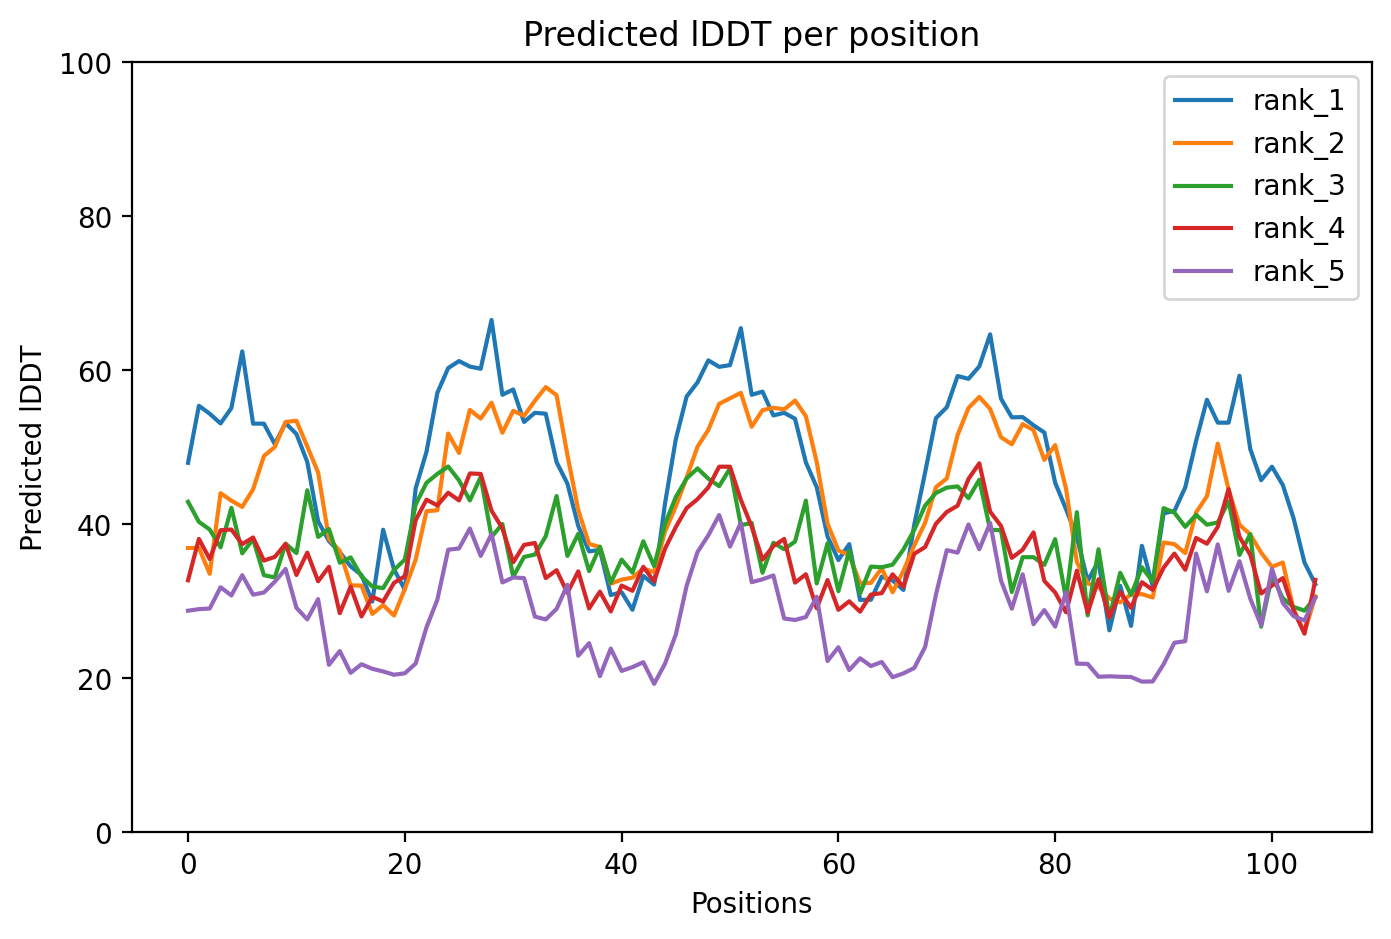 Predicted lDDT per position
100
80
60
40
20
0
Predicted lDDT
rank_1
rank_2
rank_3
rank_4
rank_5
0 20 40 60 80 100
Positions